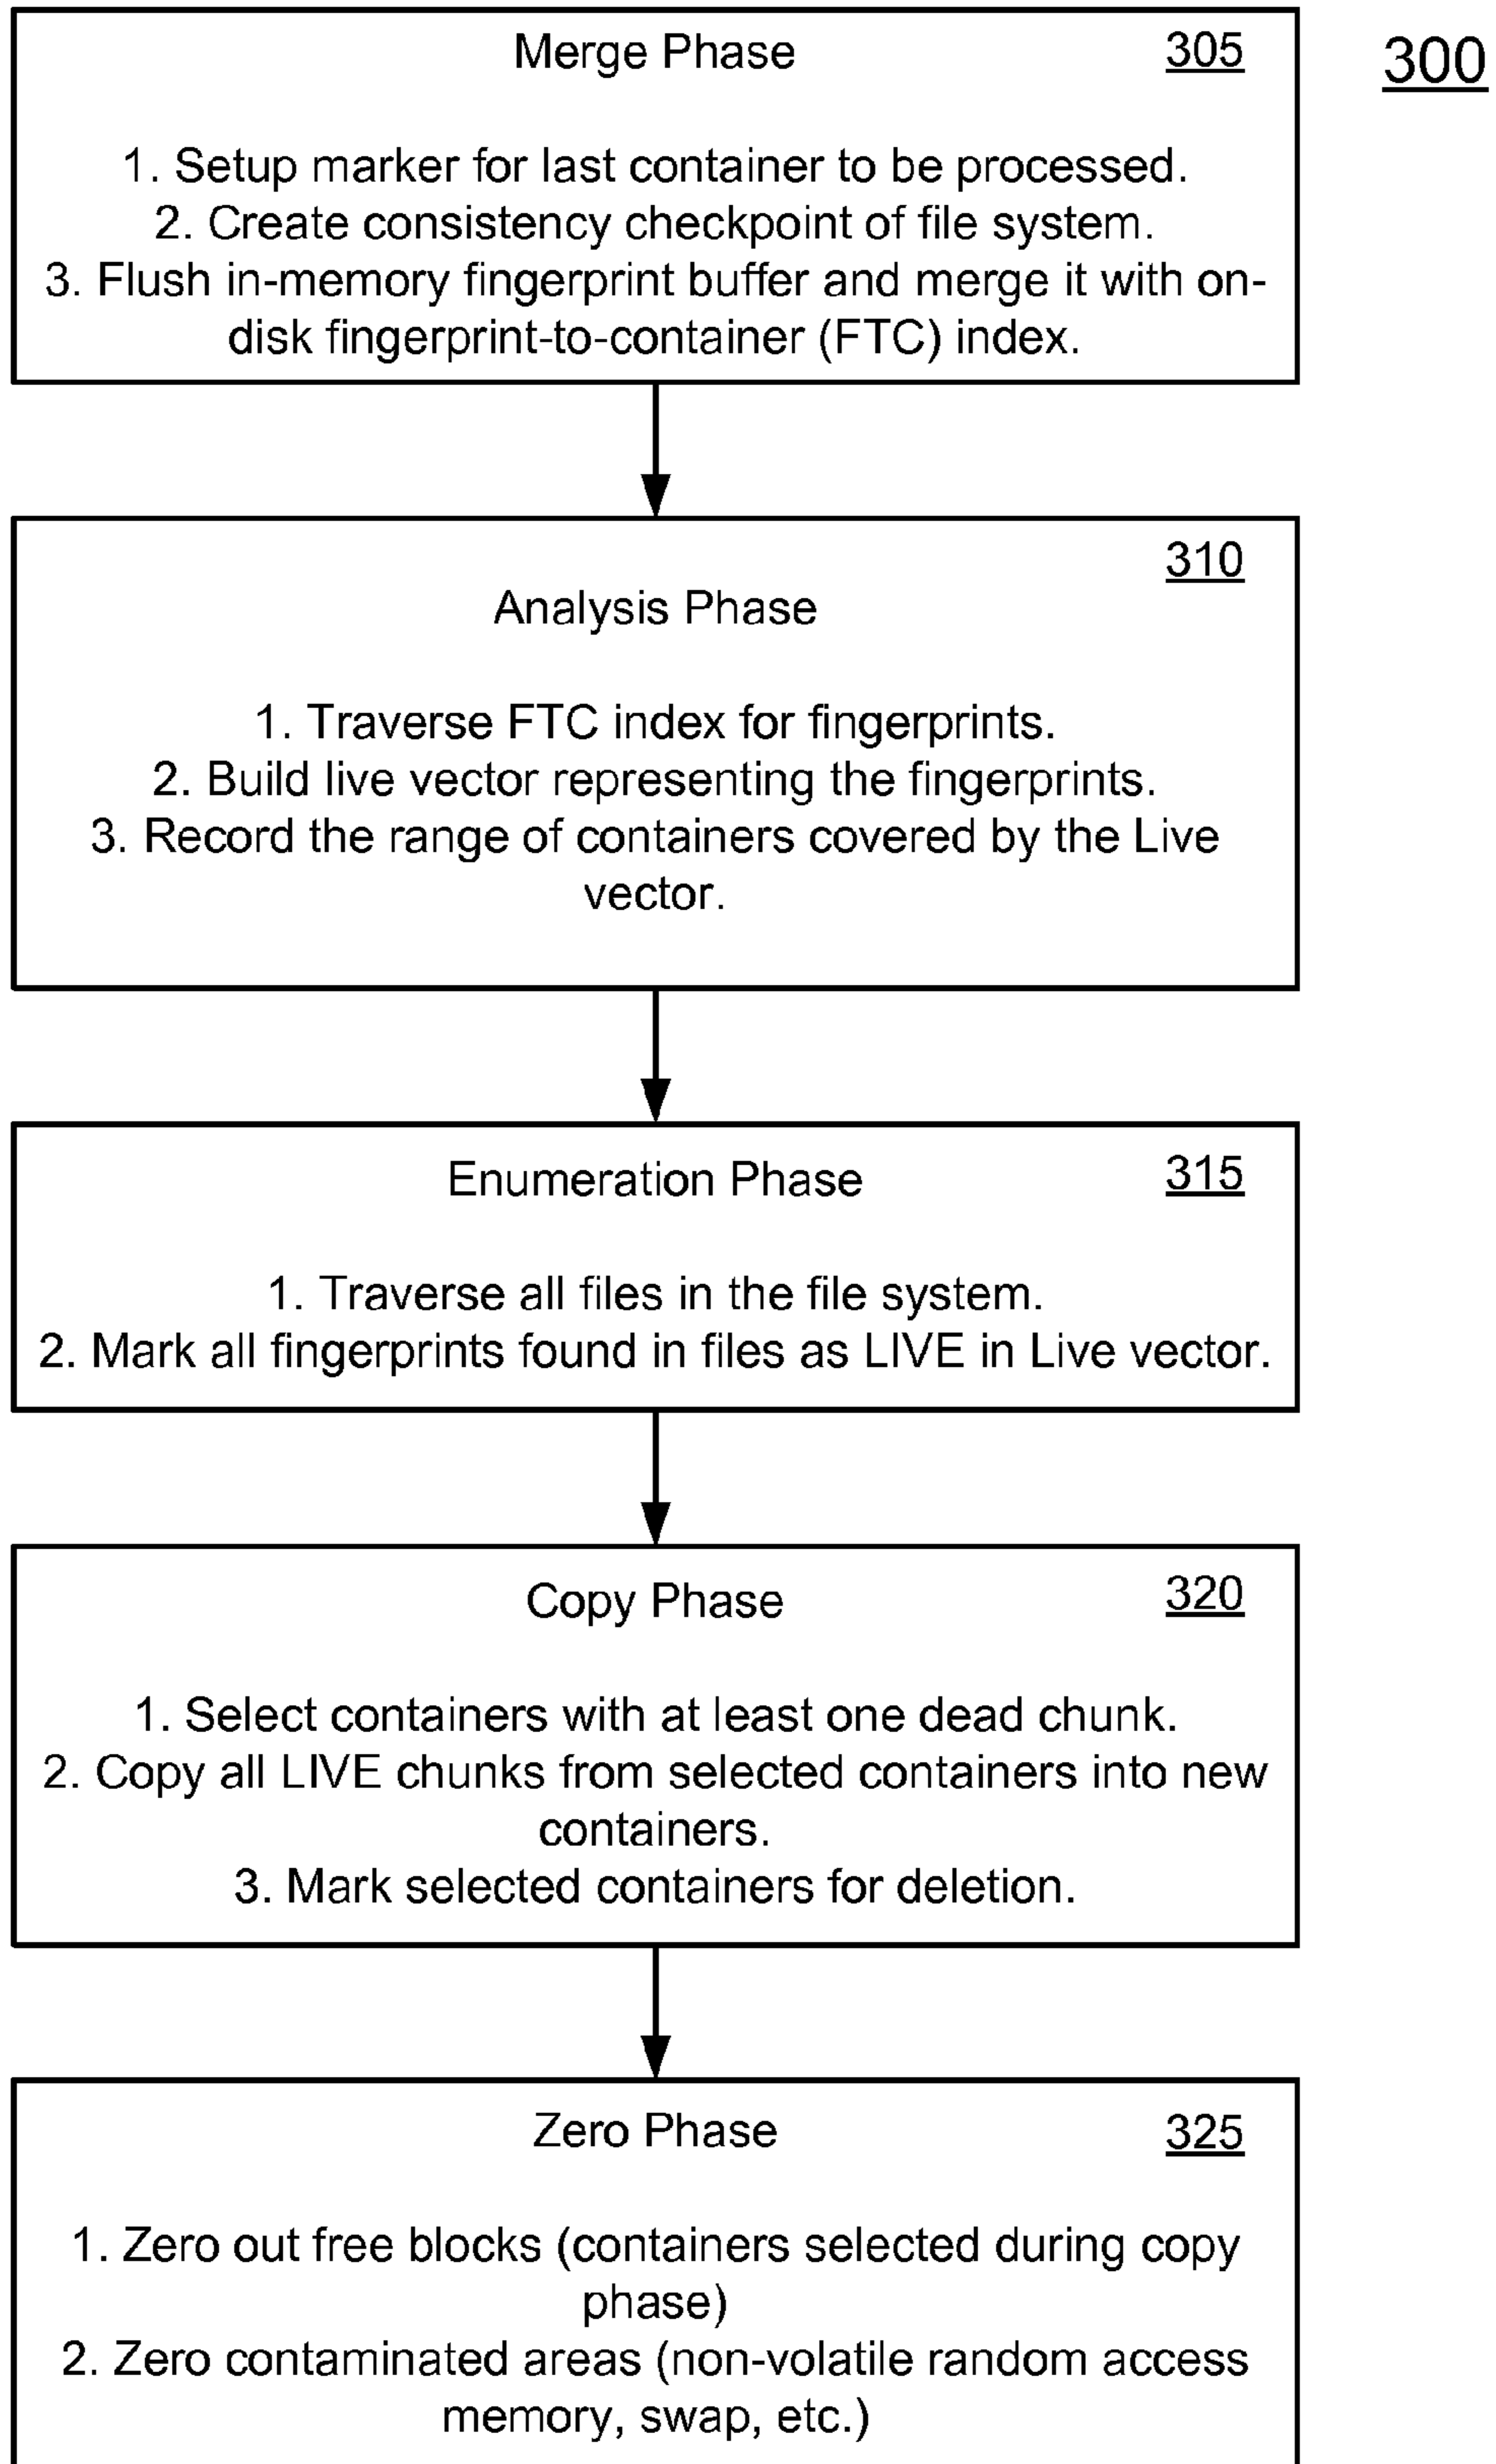 Merge Phase 305
300
1. Setup marker for last container to be processed.
2. Create consistency checkpoint of file system.
3. Flush in-memory fingerprint buffer and merge it with on-
disk fingerprint-to-container (FTC) index.
310
Analysis Phase
1. Traverse FTC index for fingerprints.
2. Build live vector representing the fingerprints.
3. Record the range of containers covered by the Live
vector.
Enumeration Phase 315
1. Traverse all files in the file system.
2. Mark all fingerprints found in files as LIVE in Live vector.
Copy Phase 320
1. Select containers with at least one dead chunk.
2. Copy all LIVE chunks from selected containers into new
containers.
3. Mark selected containers for deletion.
Zero Phase 325
1. Zero out free blocks (containers selected during copy
phase)
2. Zero contaminated areas (non-volatile random access
memory, swap, etc.)